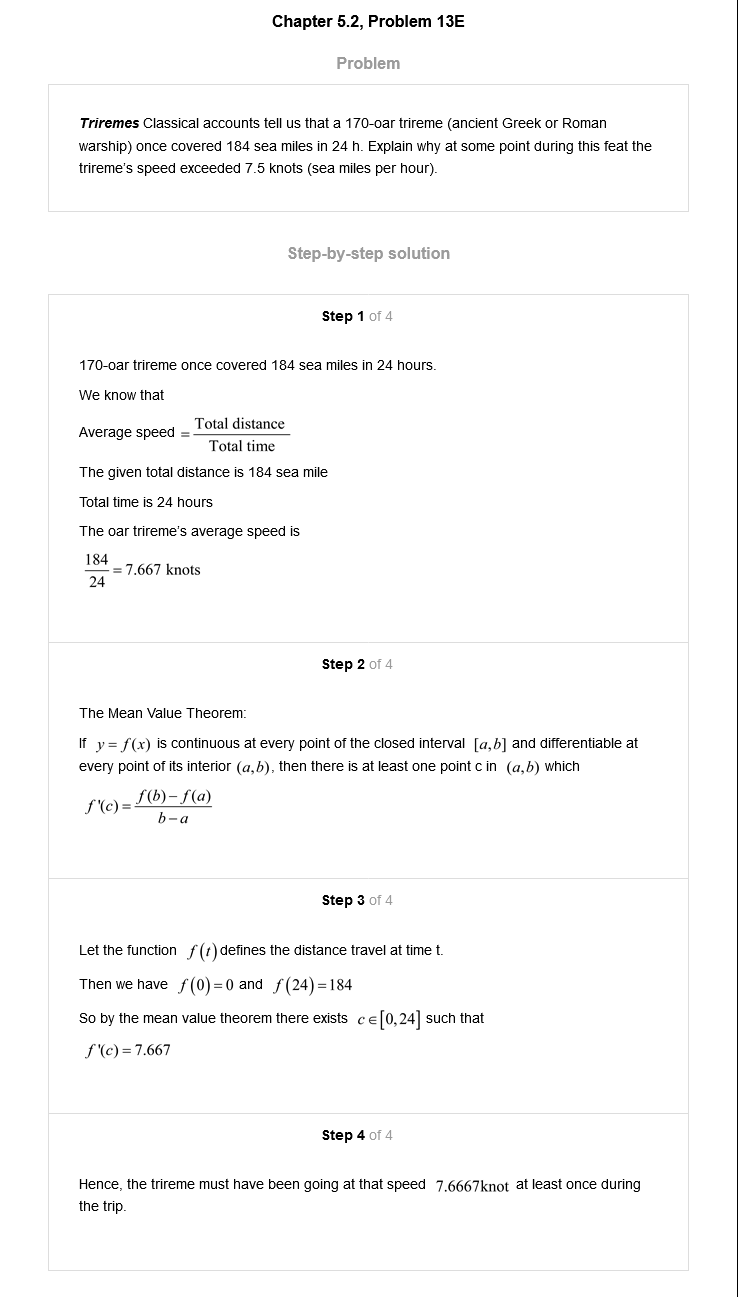 Chapter 5.2, Problem 13E
Problem
Triremes Classical accounts tell us that a 170-oar trireme (ancient Greek or Roman
warship) once covered 184 sea miles in 24 h. Explain why at some point during this feat the
trireme's speed exceeded 7.5 knots (sea miles per hour).
Step-by-step solution
Step 1 of 4
170-oar trireme once covered 184 sea miles in 24 hours.
We know that
Average speed = Total distance / Total time
The given total distance is 184 sea mile
Total time is 24 hours
The oar trireme's average speed is
184 / 24 = 7.667 knots
Step 2 of 4
The Mean Value Theorem:
If y = f(x) is continuous at every point of the closed interval [a,b] and differentiable at
every point of its interior (a,b), then there is at least one point c in (a,b) which
f'(c) = f(b) − f(a) / b − a
Step 3 of 4
Let the function f(t) defines the distance travel at time t.
Then we have f(0) = 0 and f(24) = 184
So by the mean value theorem there exists c ∈ [0,24] such that
f'(c) = 7.667
Step 4 of 4
Hence, the trireme must have been going at that speed 7.6667knot at least once during
the trip.